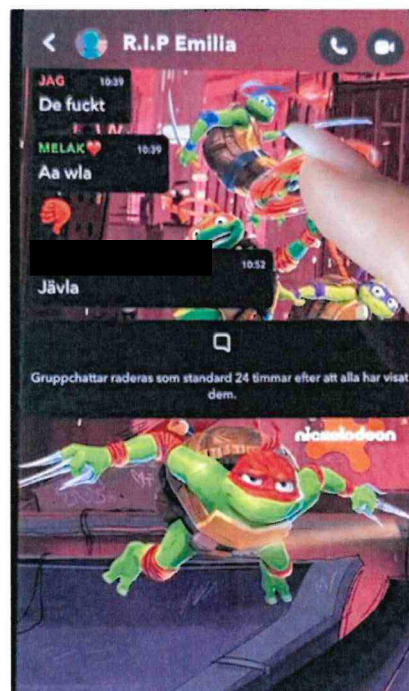 R.I.P Emilia
JAG 10:39
De fuckt
MELAK❤ 10:39
Aa wla
10:52
Jävla
Gruppchattar raderas som standard 24 timmar efter att alla har visat
dem.
nickelodeon